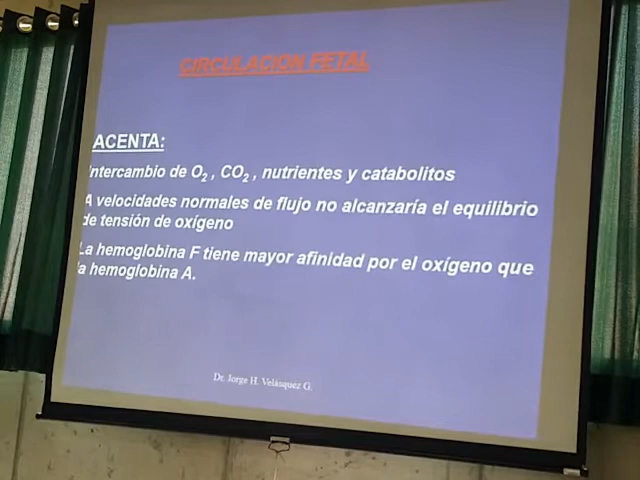 CIRCULACION FETAL
ACENTA:
Intercambio de O2 , CO2 , nutrientes y catabolitos
A velocidades normales de flujo no alcanzaría el equilibrio
de tensión de oxígeno
La hemoglobina F tiene mayor afinidad por el oxígeno que
la hemoglobina A.
Dr. Jorge H. Velásquez G.